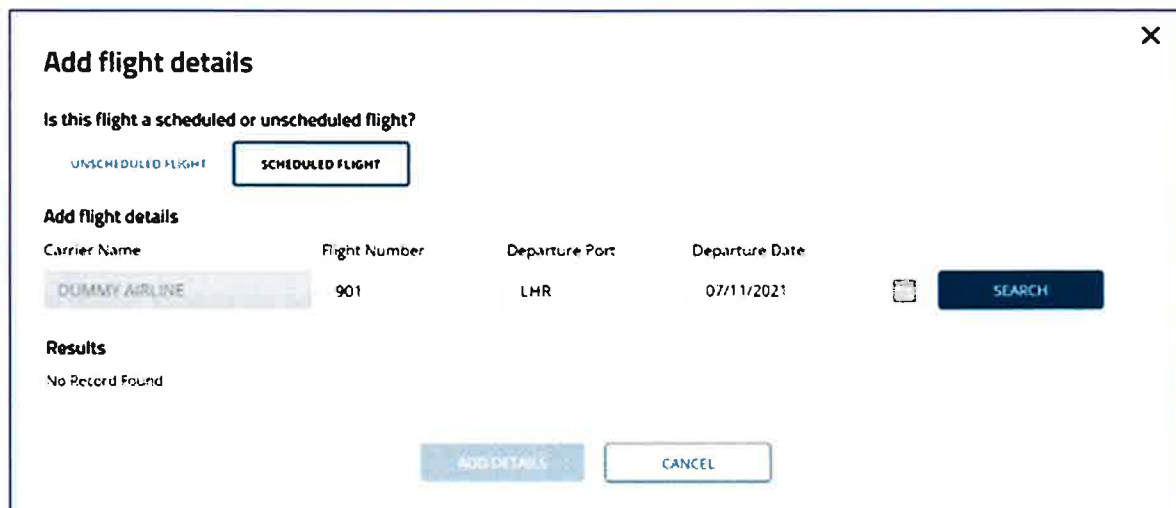 Add flight details
Is this flight a scheduled or unscheduled flight?
UNSCHEDULED FLIGHT SCHEDULED FLIGHT
Add flight details
Carrier Name Flight Number Departure Port Departure Date
DUMMY AIRLINE 901 LHR 07/11/2021 SEARCH
Results
No Record Found
ADD DETAILS CANCEL